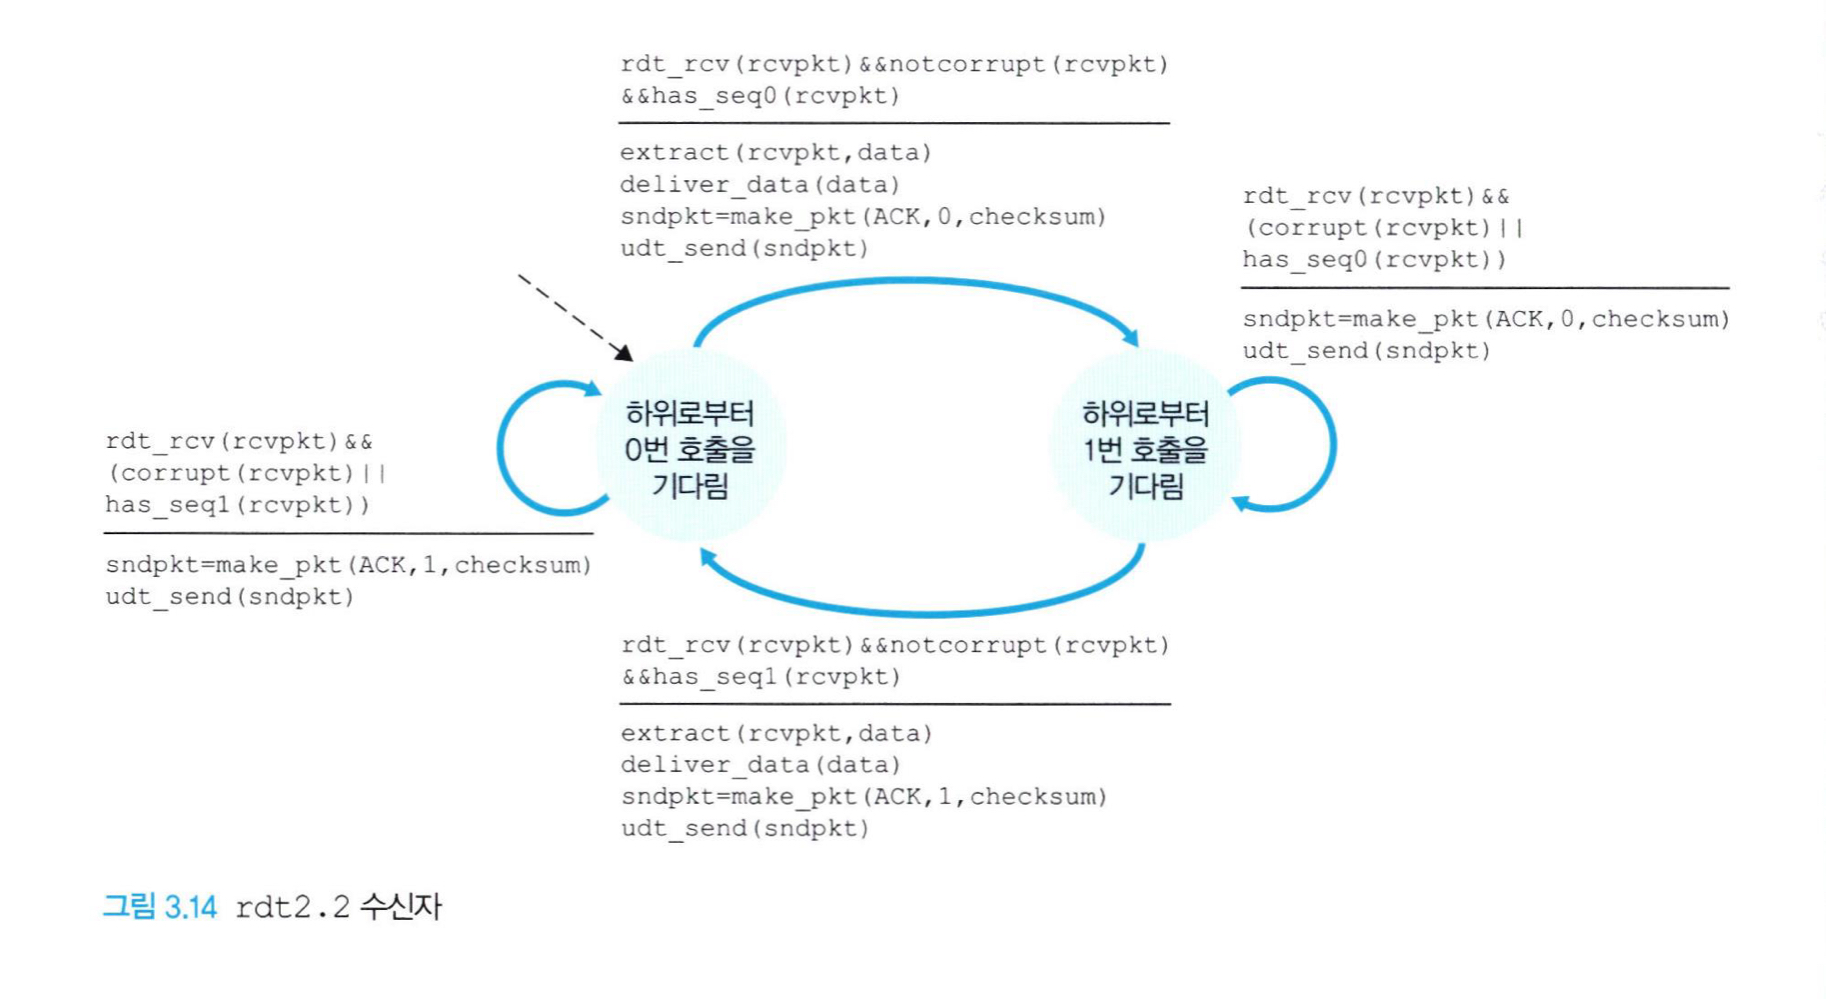 rdt_rcv(rcvpkt)&&notcorrupt(rcvpkt)
&&has_seq0(rcvpkt)
extract(rcvpkt,data)
deliver_data(data)
sndpkt=make_pkt(ACK,0,checksum)
udt_send(sndpkt)
rdt_rcv(rcvpkt)&&
(corrupt(rcvpkt)||
has_seq0(rcvpkt))
sndpkt=make_pkt(ACK,0,checksum)
udt_send(sndpkt)
하위로부터
0번 호출을
기다림
하위로부터
1번 호출을
기다림
rdt_rcv(rcvpkt)&&
(corrupt(rcvpkt)||
has_seq1(rcvpkt))
sndpkt=make_pkt(ACK,1,checksum)
udt_send(sndpkt)
rdt_rcv(rcvpkt)&&notcorrupt(rcvpkt)
&&has_seq1(rcvpkt)
extract(rcvpkt,data)
deliver_data(data)
sndpkt=make_pkt(ACK,1,checksum)
udt_send(sndpkt)
그림 3.14 rdt2.2 수신자